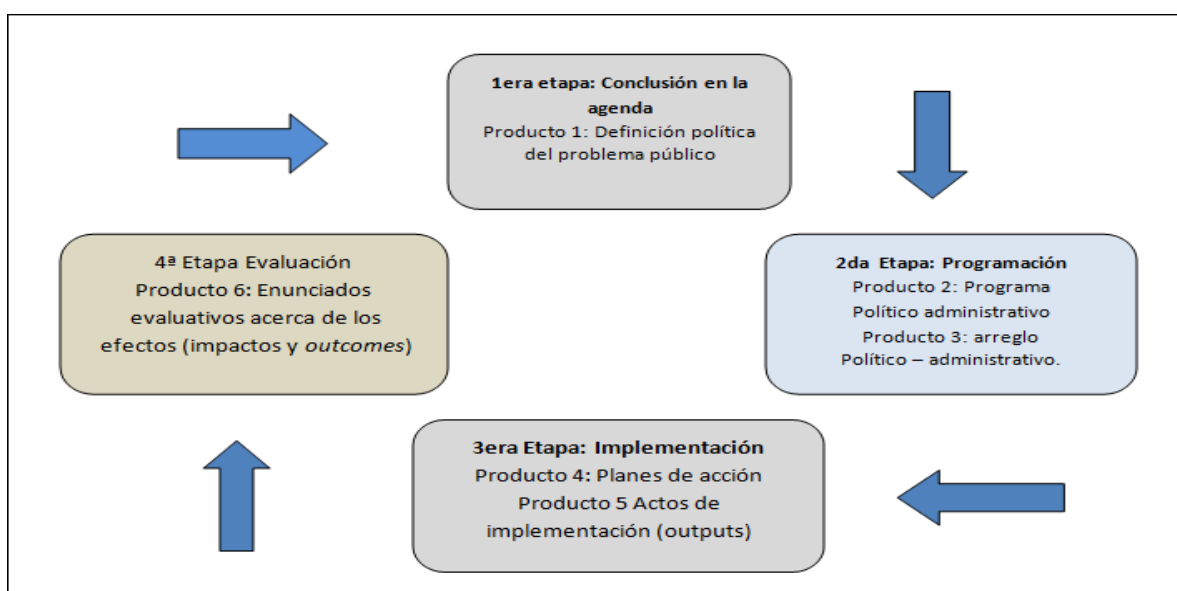 1era etapa: Conclusión en la
agenda
Producto 1: Definición política
del problema público
4ª Etapa Evaluación
Producto 6: Enunciados
evaluativos acerca de los
efectos (impactos y outcomes)
2da Etapa: Programación
Producto 2: Programa
Político administrativo
Producto 3: arreglo
Político – administrativo.
3era Etapa: Implementación
Producto 4: Planes de acción
Producto 5 Actos de
implementación (outputs)